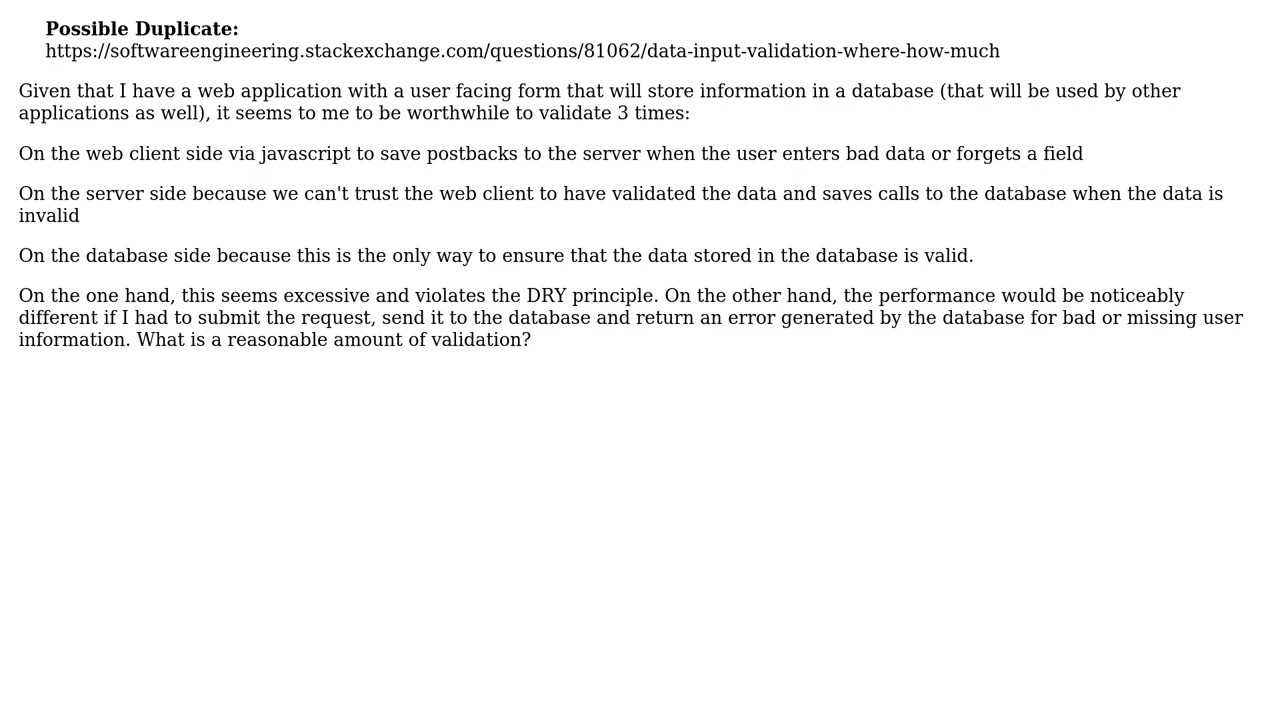 Possible Duplicate:
https://softwareengineering.stackexchange.com/questions/81062/data-input-validation-where-how-much
Given that I have a web application with a user facing form that will store information in a database (that will be used by other
applications as well), it seems to me to be worthwhile to validate 3 times:
On the web client side via javascript to save postbacks to the server when the user enters bad data or forgets a field
On the server side because we can't trust the web client to have validated the data and saves calls to the database when the data is
invalid
On the database side because this is the only way to ensure that the data stored in the database is valid.
On the one hand, this seems excessive and violates the DRY principle. On the other hand, the performance would be noticeably
different if I had to submit the request, send it to the database and return an error generated by the database for bad or missing user
information. What is a reasonable amount of validation?